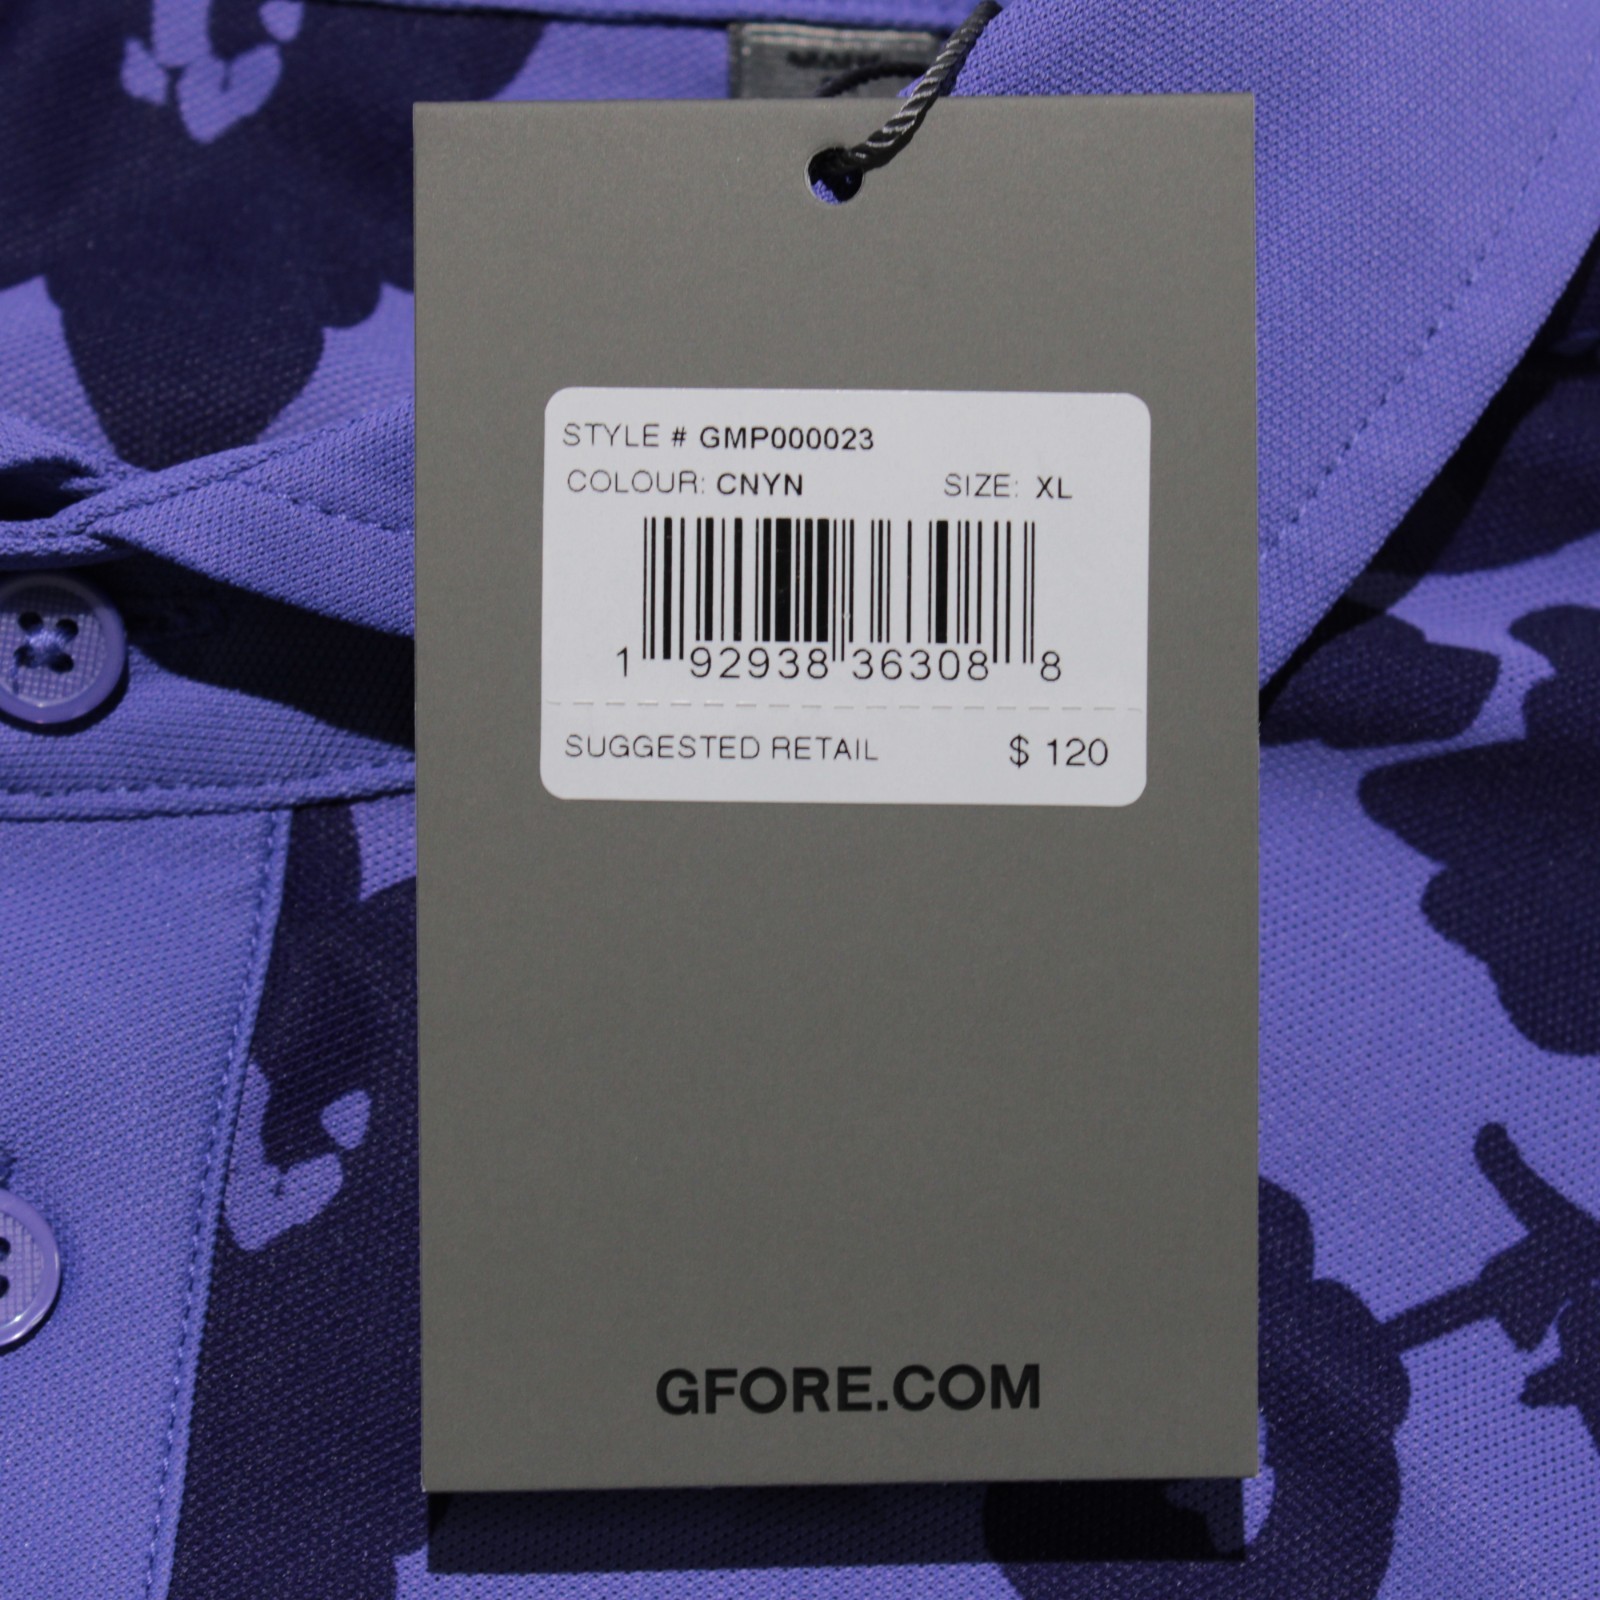 STYLE # GMP000023
COLOUR: CNYN SIZE: XL
1 92938 36308 8
SUGGESTED RETAIL $ 120
GFORE.COM